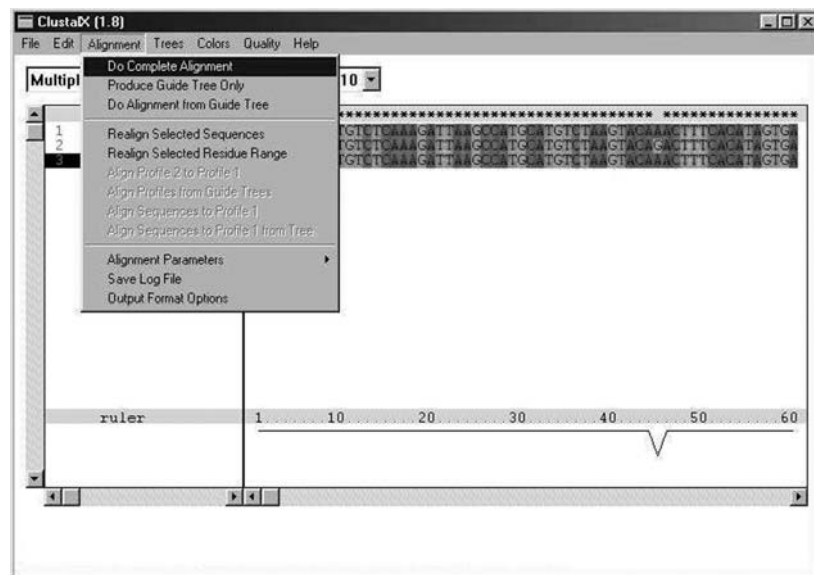 ClustalX (1.8)
File Edit Alignment Trees Colors Quality Help
Multipl
10
Do Complete Alignment
Produce Guide Tree Only
Do Alignment from Guide Tree
Realign Selected Sequences
Realign Selected Residue Range
Align Profile 2 to Profile 1
Align Profiles from Guide Trees
Align Sequences to Profile 1
Align Sequences to Profile 1 from Tree
Alignment Parameters
Save Log File
Output Format Options
1 TGTCTCAAAGATTAAGCCATGCATGTCTAAGTACAAACTTTCACATAGTGA
2 TGTCTCAAAGATTAAGCCATGCATGTCTAAGTACAGACTTTCACATAGTGA
3 TGTCTCAAAGATTAAGCCATGCATGTCTAAGTACAAACTTTCACATAGTGA
ruler 1.......10........20........30........40........50........60